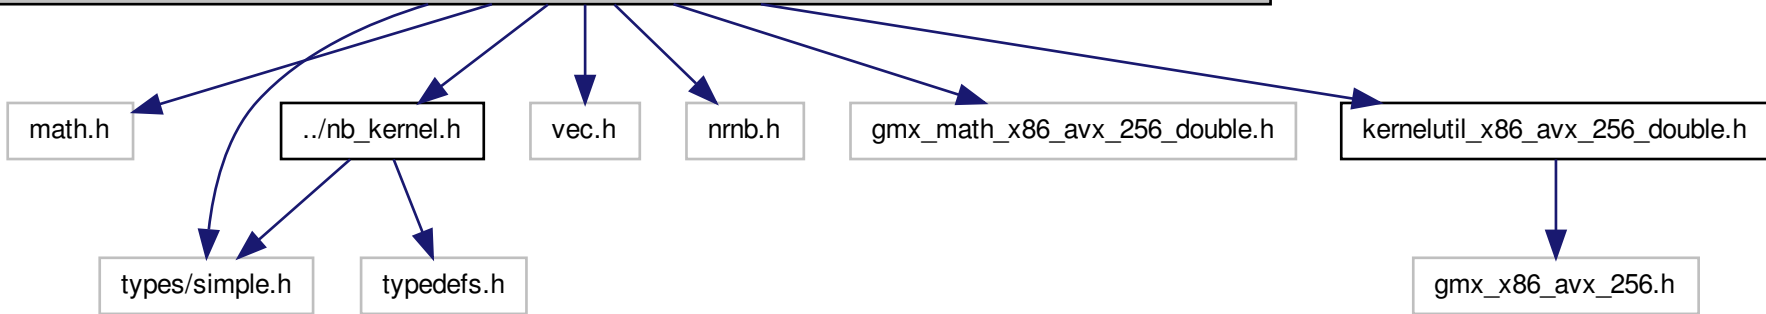 math.h
../nb_kernel.h
vec.h
nrnb.h
gmx_math_x86_avx_256_double.h
kernelutil_x86_avx_256_double.h
types/simple.h
typedefs.h
gmx_x86_avx_256.h